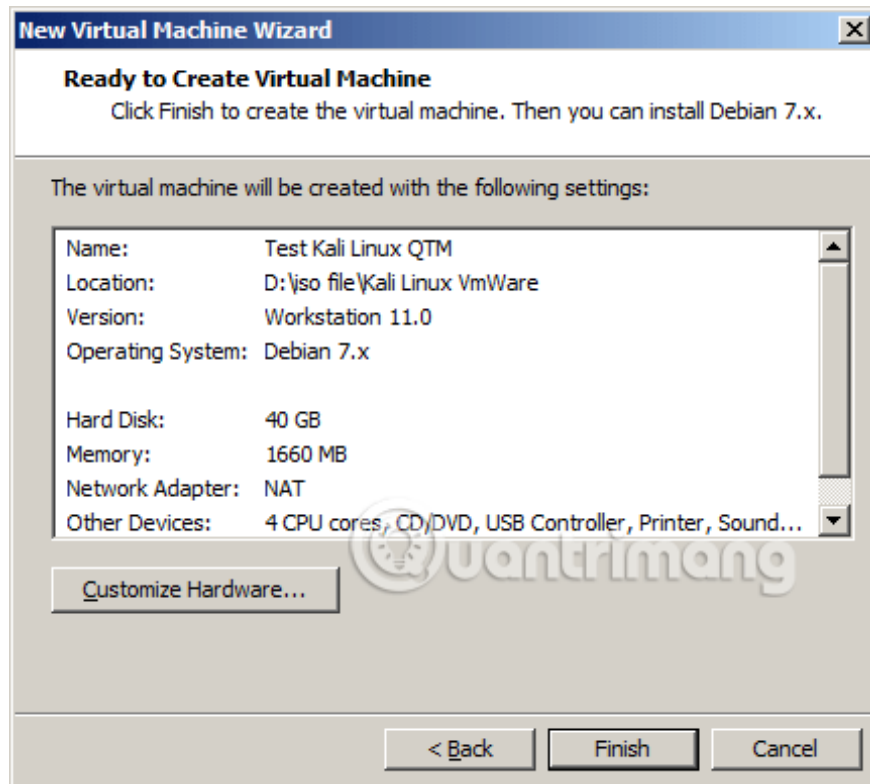 New Virtual Machine Wizard
Ready to Create Virtual Machine
Click Finish to create the virtual machine. Then you can install Debian 7.x.
The virtual machine will be created with the following settings:
Name: Test Kali Linux QTM
Location: D:\iso file\Kali Linux VmWare
Version: Workstation 11.0
Operating System: Debian 7.x
Hard Disk: 40 GB
Memory: 1660 MB
Network Adapter: NAT
Other Devices: 4 CPU cores, CD/DVD, USB Controller, Printer, Sound...
Quantrimang
Customize Hardware...
< Back Finish Cancel